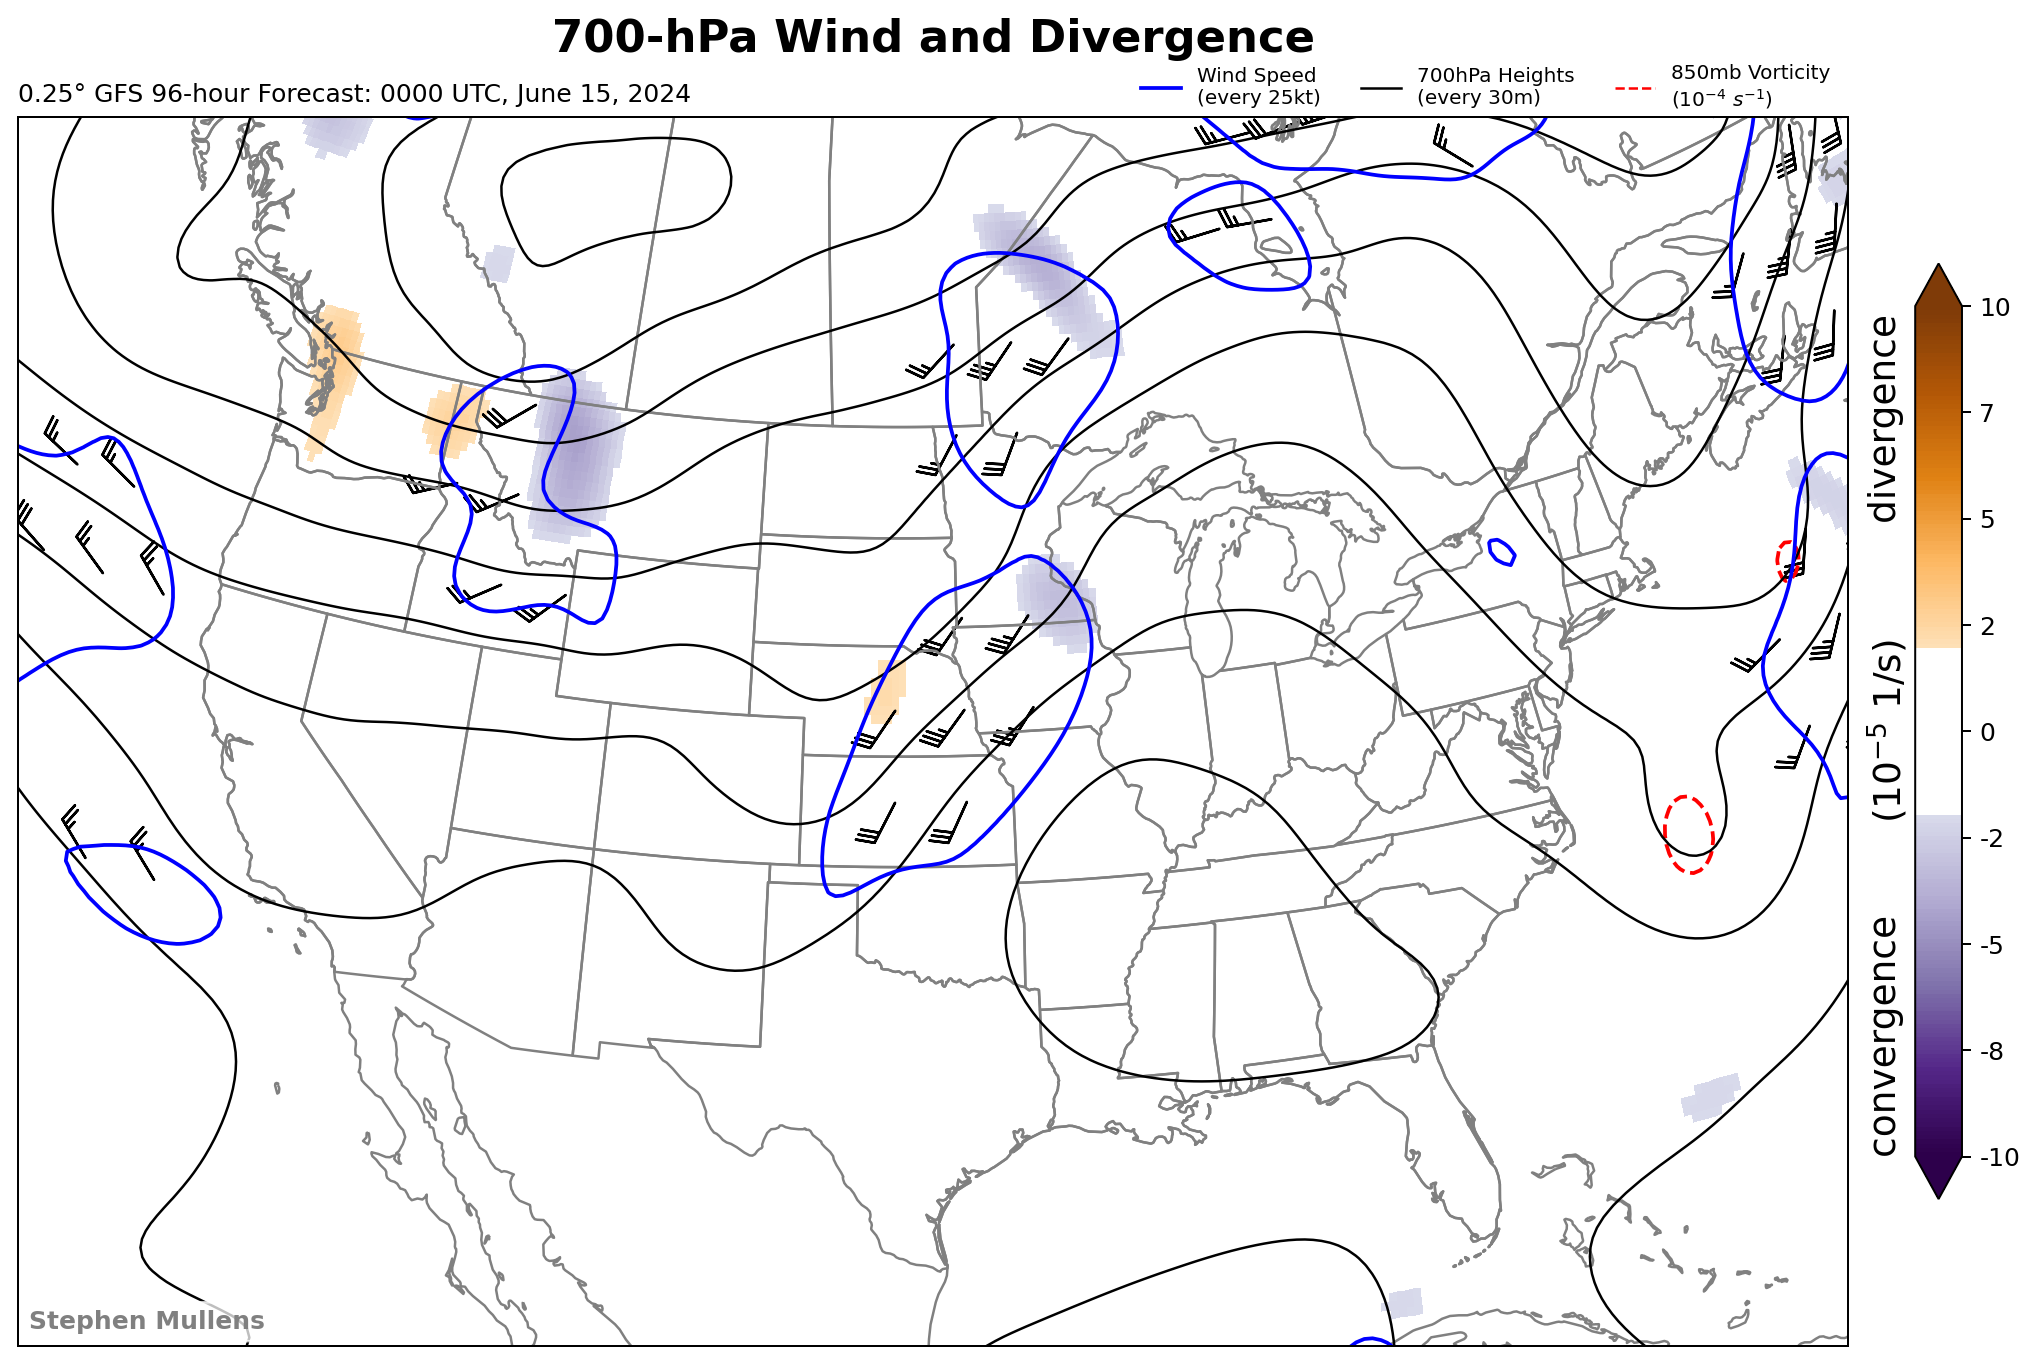 700-hPa Wind and Divergence
0.25° GFS 96-hour Forecast: 0000 UTC, June 15, 2024
Wind Speed
(every 25kt)
700hPa Heights
(every 30m)
850mb Vorticity
(10⁻⁴ s⁻¹)
convergence (10⁻⁵ 1/s) divergence
10
7
5
2
0
-2
-5
-8
-10
Stephen Mullens